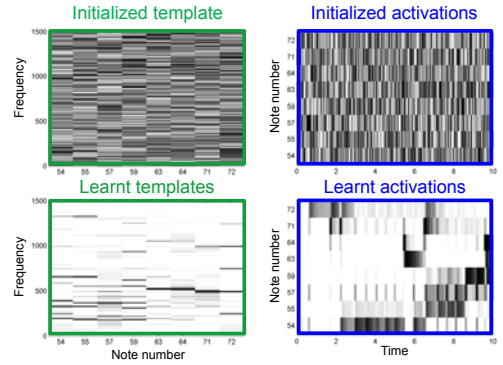 Initialized template
Initialized activations
Frequency
1500
1000
500
0
54 55 57 59 63 64 71 72
Note number
72
71
64
63
59
57
55
54
0 2 4 6 8 10
Learnt templates
Learnt activations
Frequency
1500
1000
500
0
54 55 57 59 63 64 71 72
Note number
Note number
72
71
64
63
59
57
55
54
0 2 4 6 8 10
Time